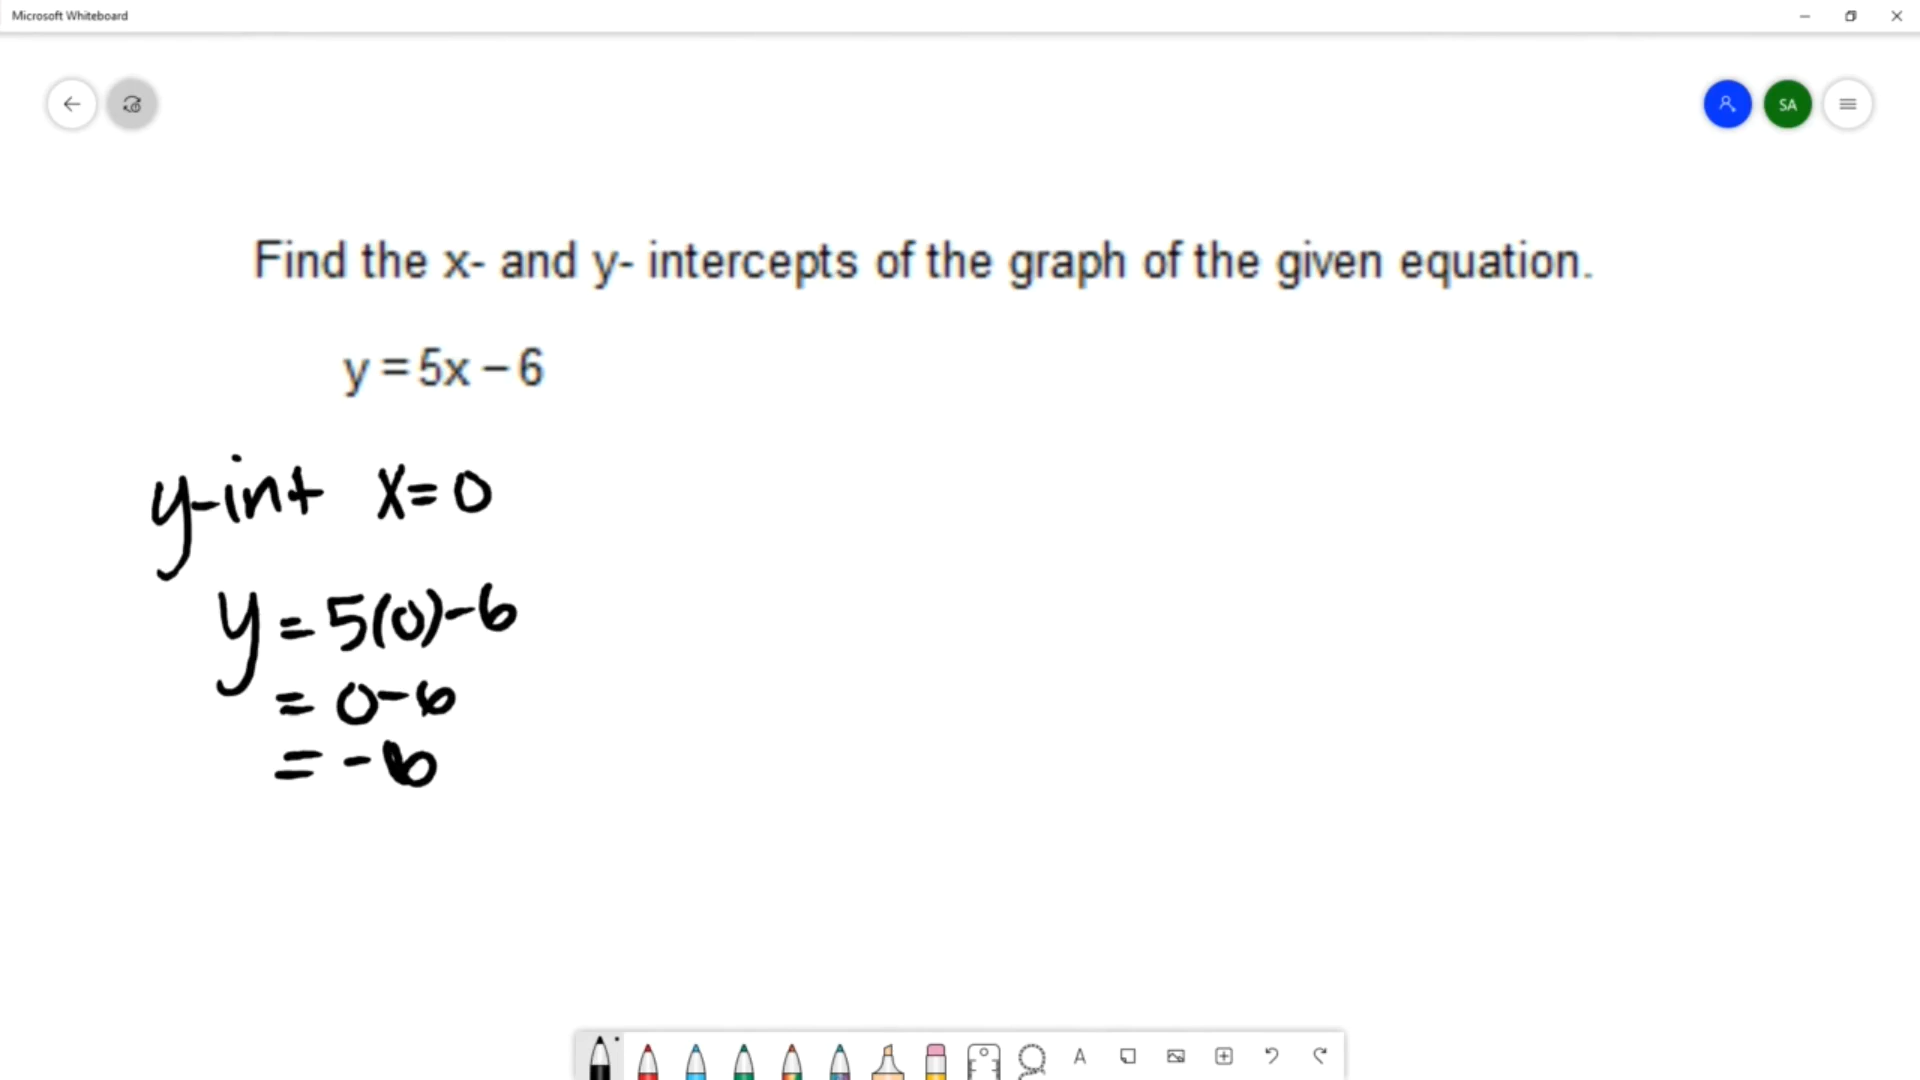 Microsoft Whiteboard
SA
Find the x- and y- intercepts of the graph of the given equation.
y = 5x – 6
y-int x = 0
y = 5(0) - 6
= 0 - 6
= - 6
A